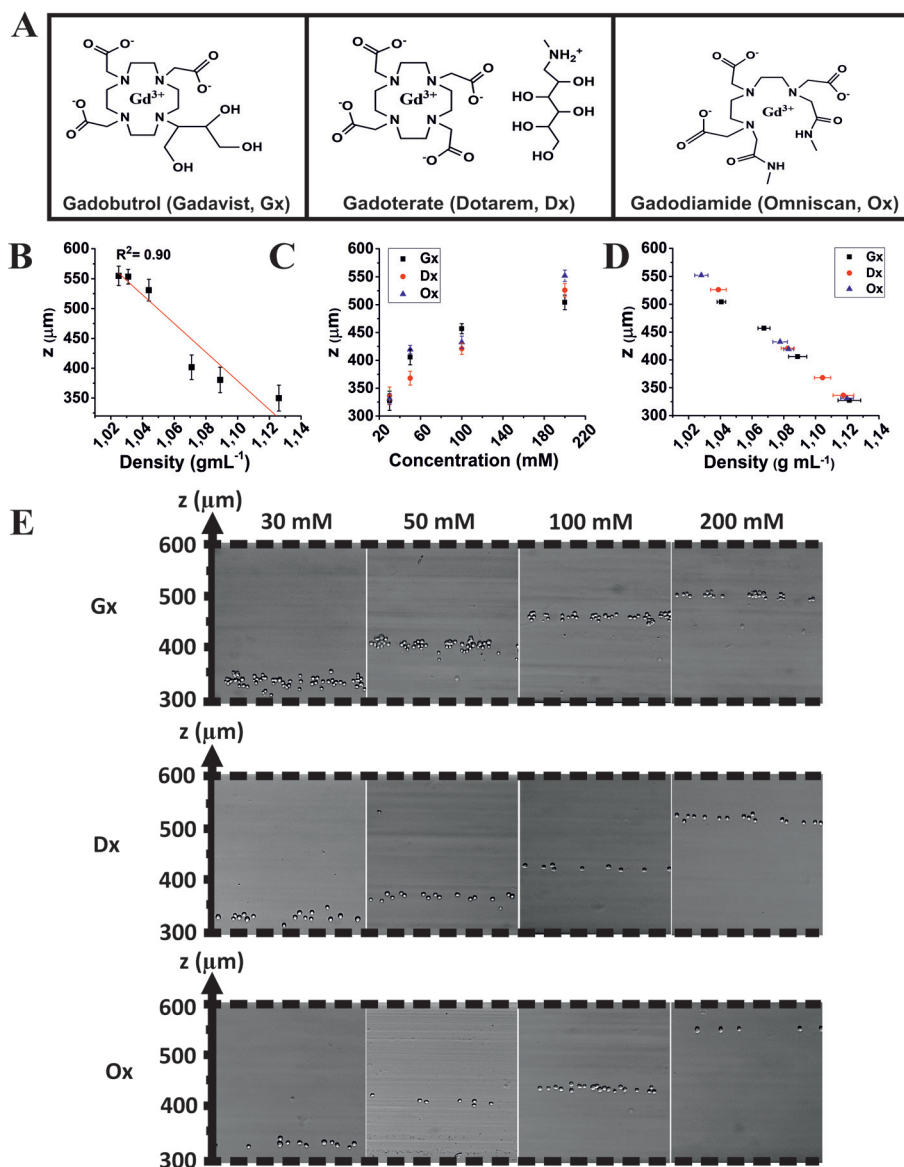 A
O
O⁻
O
O⁻
N N
Gd³⁺
N N
⁻O
O
OH
OH
OH
Gadobutrol (Gadavist, Gx)
O
O⁻
O
O⁻
N N
Gd³⁺
N N
⁻O
O
⁻O
O
NH₂⁺
OH
HO
OH
HO
OH
HO
Gadoterate (Dotarem, Dx)
O
O⁻
O
O⁻
N N
Gd³⁺
N
⁻O
O
O
HN
O
NH
Gadodiamide (Omniscan, Ox)
B
R²= 0.90
z (μm)
600
550
500
450
400
350
1,02 1,04 1,06 1,08 1,10 1,12 1,14
Density (gmL⁻¹)
C
Gx
Dx
Ox
z (μm)
600
550
500
450
400
350
300
20 60 100 140 180 220
Concentration (mM)
D
Gx
Dx
Ox
z (μm)
600
550
500
450
400
350
300
1,02 1,04 1,06 1,08 1,10 1,12 1,14
Density (g mL⁻¹)
E
z (μm)
30 mM 50 mM 100 mM 200 mM
Gx
600
500
400
300
z (μm)
Dx
600
500
400
300
z (μm)
Ox
600
500
400
300